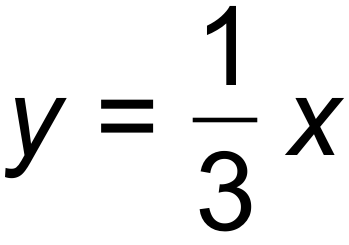 y = 1/3 x